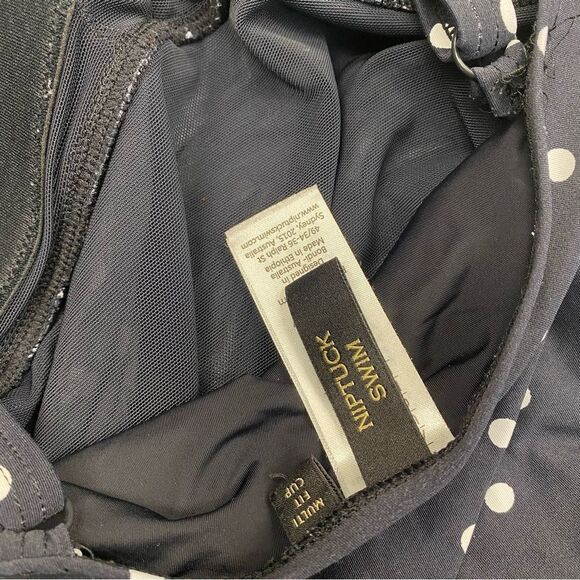 NIPTUCK
SWIM
MULTI
FIT
CUP
Designed in
Bondi - Australia
Made in Ethiopia
49/34-36 Ralph St
Sydney, 2015, Australia
www.niptuckswim.com